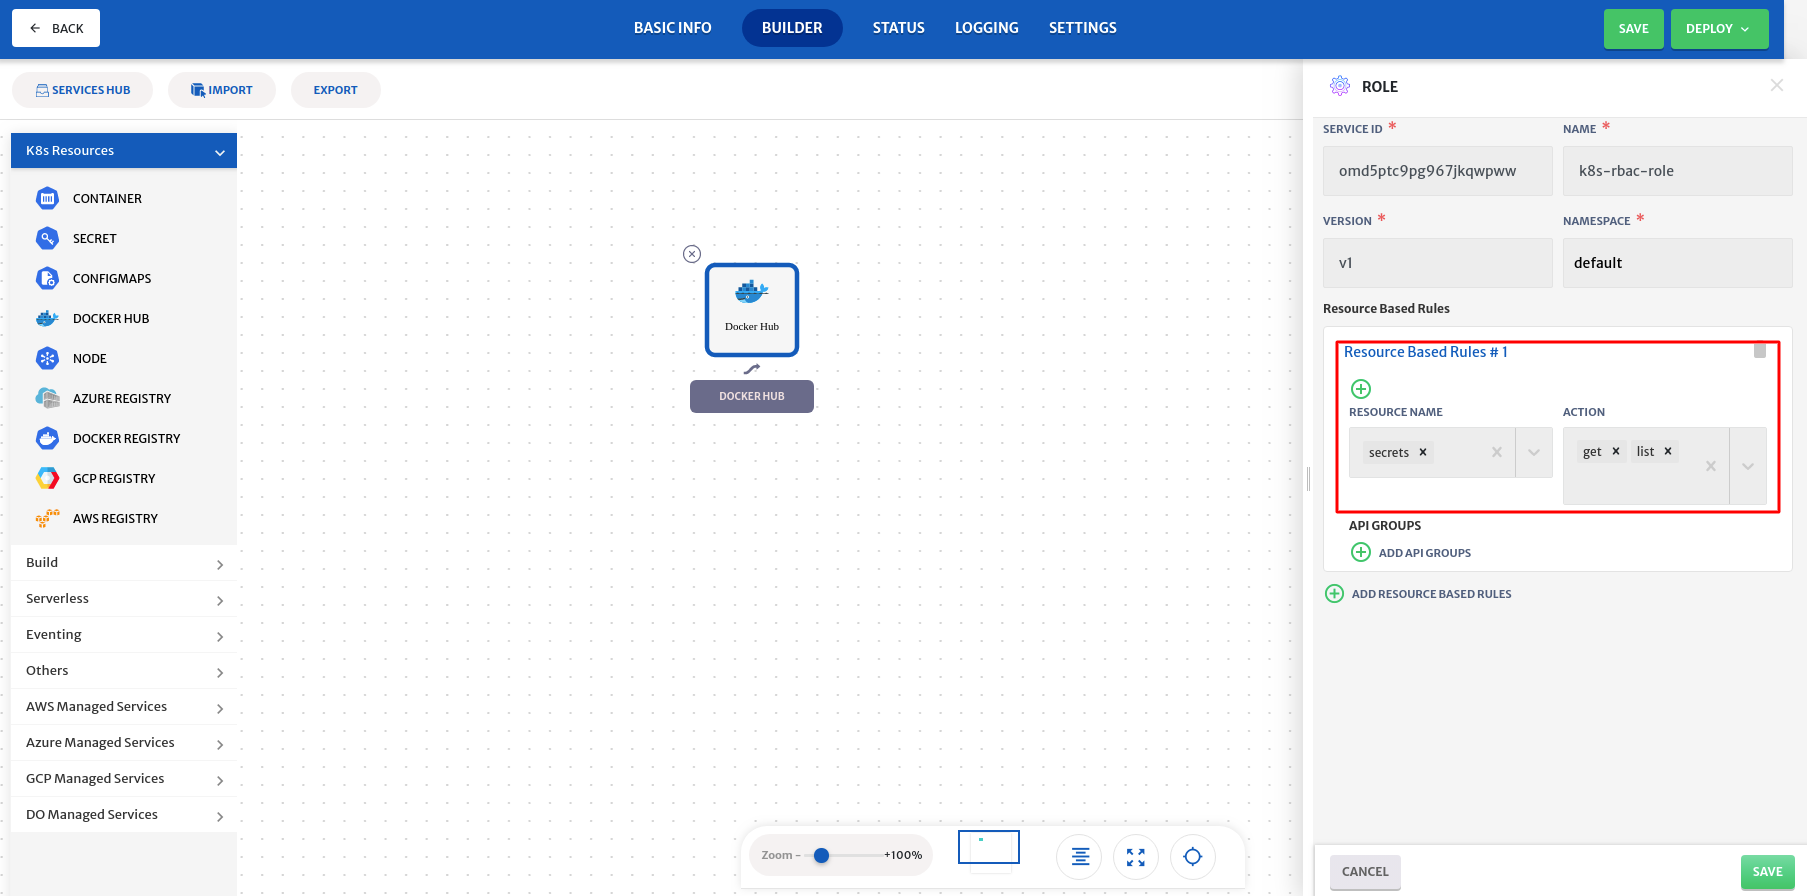 BACK
BASIC INFO
BUILDER
STATUS
LOGGING
SETTINGS
SAVE
DEPLOY
SERVICES HUB
IMPORT
EXPORT
K8s Resources
CONTAINER
SECRET
CONFIGMAPS
DOCKER HUB
NODE
AZURE REGISTRY
DOCKER REGISTRY
GCP REGISTRY
AWS REGISTRY
Build
Serverless
Eventing
Others
AWS Managed Services
Azure Managed Services
GCP Managed Services
DO Managed Services
Docker Hub
DOCKER HUB
Zoom - +100%
ROLE
SERVICE ID *
NAME *
omd5ptc9pg967jkqwpww
k8s-rbac-role
VERSION *
NAMESPACE *
v1
default
Resource Based Rules
Resource Based Rules # 1
RESOURCE NAME
ACTION
secrets
get
list
API GROUPS
ADD API GROUPS
ADD RESOURCE BASED RULES
CANCEL
SAVE